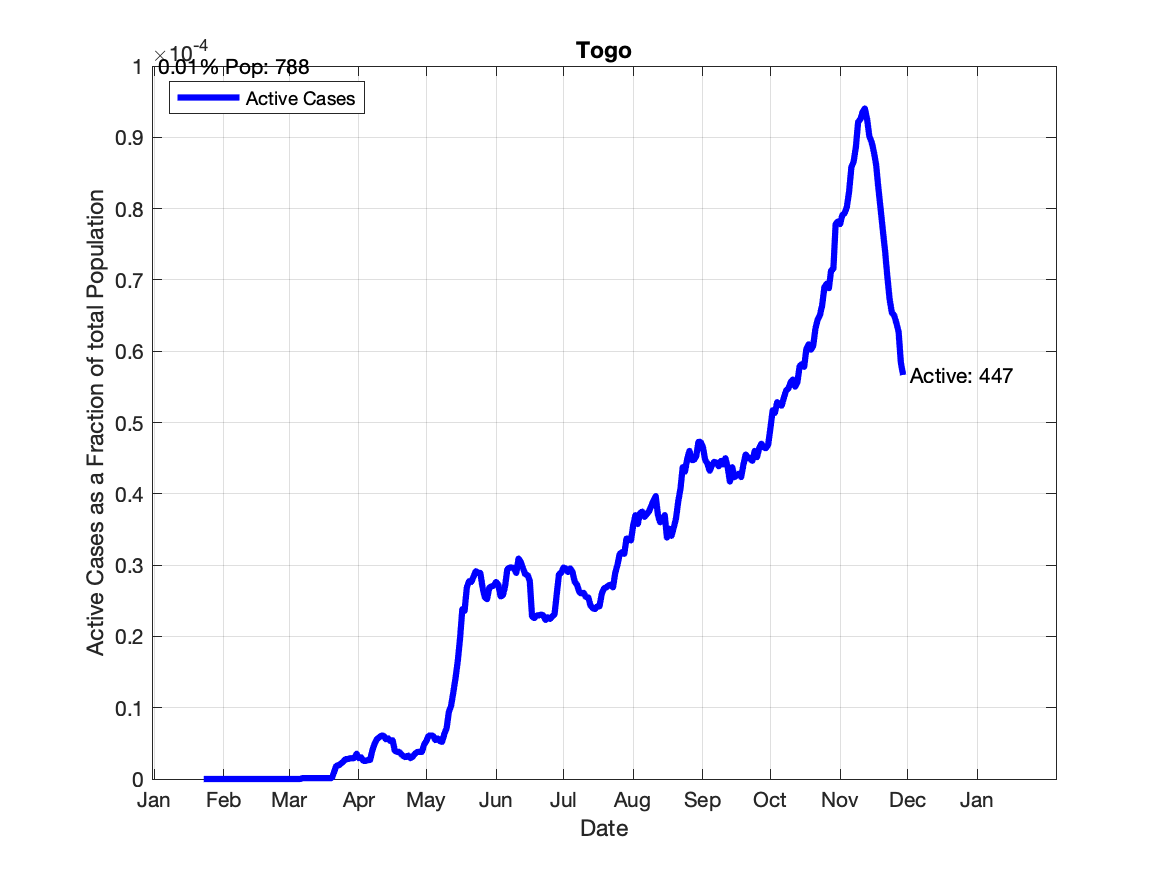 Togo
×10-4
0.01% Pop: 788
Active Cases
1
0.9
0.8
0.7
0.6
0.5
0.4
0.3
0.2
0.1
0
Active Cases as a Fraction of total Population
Active: 447
Jan Feb Mar Apr May Jun Jul Aug Sep Oct Nov Dec Jan
Date